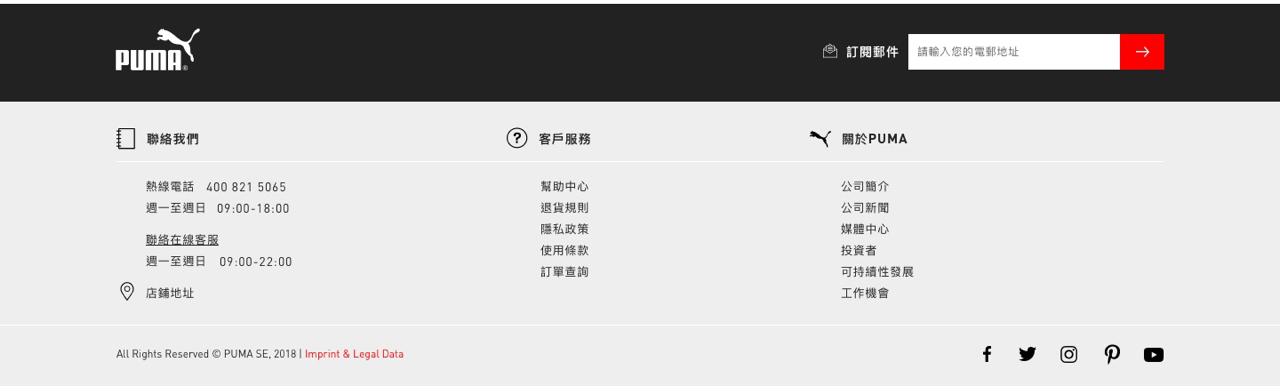 PUMA®
訂閱郵件
請輸入您的電郵地址
聯絡我們
熱線電話 400 821 5065
週一至週日 09:00-18:00
聯絡在線客服
週一至週日 09:00-22:00
店鋪地址
客戶服務
幫助中心
退貨規則
隱私政策
使用條款
訂單查詢
關於PUMA
公司簡介
公司新聞
媒體中心
投資者
可持續性發展
工作機會
All Rights Reserved © PUMA SE, 2018 | Imprint & Legal Data